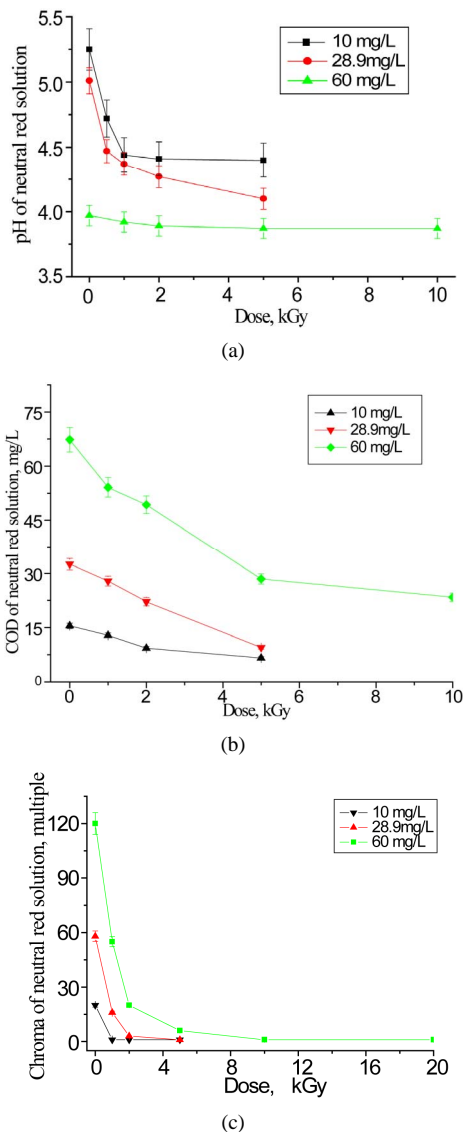 5.5
5.0
4.5
4.0
3.5
pH of neutral red solution
10 mg/L
28.9mg/L
60 mg/L
0 2 4 6 8 10
Dose, kGy
(a)
75
60
45
30
15
0
COD of neutral red solution, mg/L
10 mg/L
28.9mg/L
60 mg/L
0 2 4 6 8 10
Dose, kGy
(b)
120
90
60
30
0
Chroma of neutral red solution, multiple
10 mg/L
28.9mg/L
60 mg/L
0 4 8 12 16 20
Dose, kGy
(c)